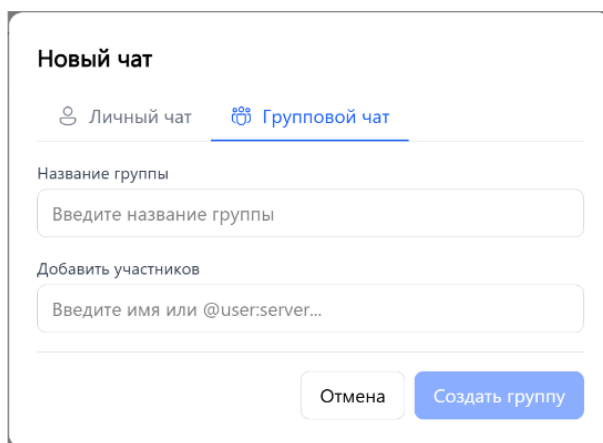 Новый чат
Личный чат
Групповой чат
Название группы
Введите название группы
Добавить участников
Введите имя или @user:server...
Отмена
Создать группу